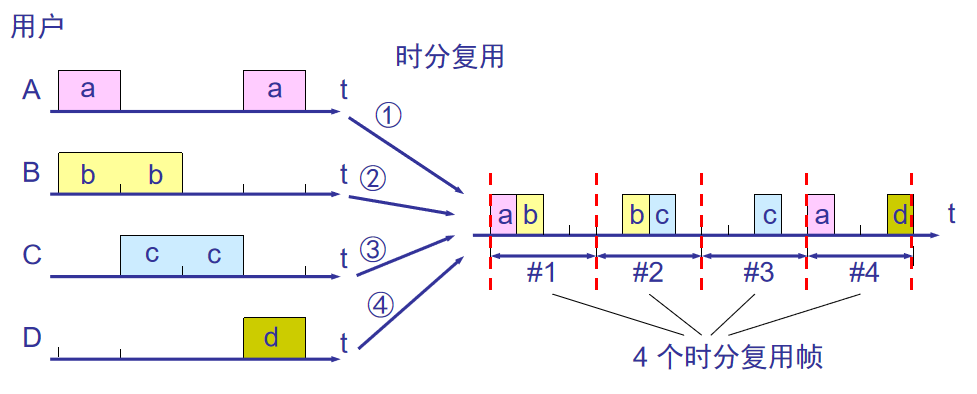 用户
时分复用
A a a t
①
B b b t
②
a b b c c a d t
C c c t
③
#1 #2 #3 #4
④
D d t
4 个时分复用帧